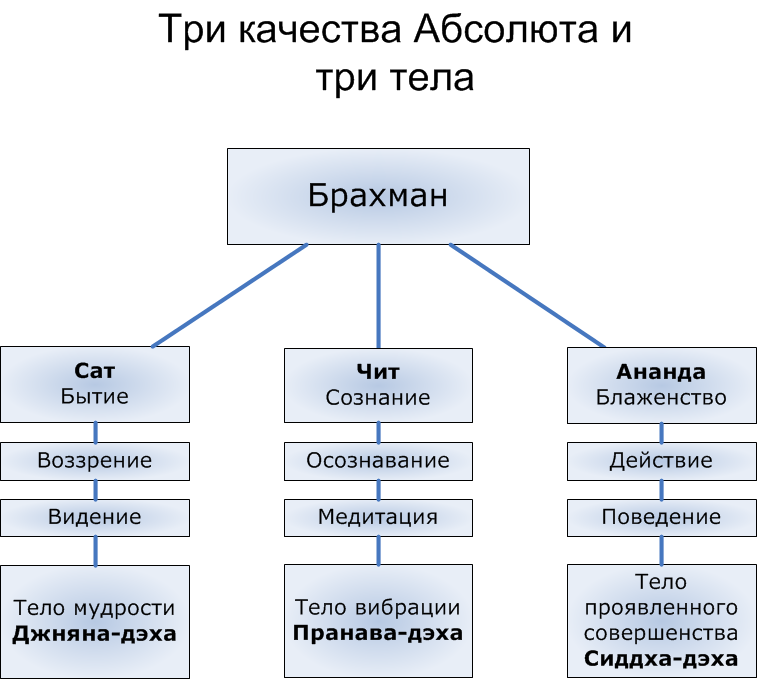 Три качества Абсолюта и
три тела
Брахман
Сат
Бытие
Воззрение
Видение
Тело мудрости
Джняна-дэха
Чит
Сознание
Осознавание
Медитация
Тело вибрации
Пранава-дэха
Ананда
Блаженство
Действие
Поведение
Тело
проявленного
совершенства
Сиддха-дэха